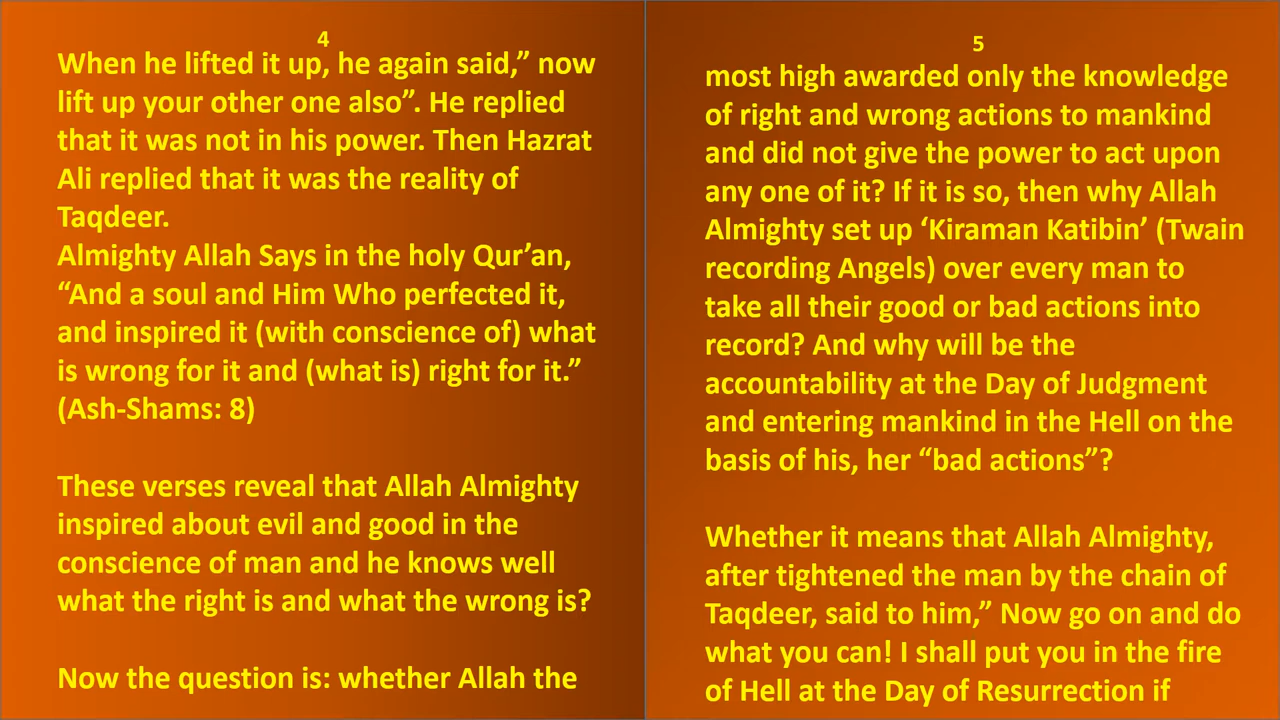 4
When he lifted it up, he again said,” now
lift up your other one also”. He replied
that it was not in his power. Then Hazrat
Ali replied that it was the reality of
Taqdeer.
Almighty Allah Says in the holy Qur’an,
“And a soul and Him Who perfected it,
and inspired it (with conscience of) what
is wrong for it and (what is) right for it.”
(Ash-Shams: 8)
These verses reveal that Allah Almighty
inspired about evil and good in the
conscience of man and he knows well
what the right is and what the wrong is?
Now the question is: whether Allah the
5
most high awarded only the knowledge
of right and wrong actions to mankind
and did not give the power to act upon
any one of it? If it is so, then why Allah
Almighty set up ‘Kiraman Katibin’ (Twain
recording Angels) over every man to
take all their good or bad actions into
record? And why will be the
accountability at the Day of Judgment
and entering mankind in the Hell on the
basis of his, her “bad actions”?
Whether it means that Allah Almighty,
after tightened the man by the chain of
Taqdeer, said to him,” Now go on and do
what you can! I shall put you in the fire
of Hell at the Day of Resurrection if